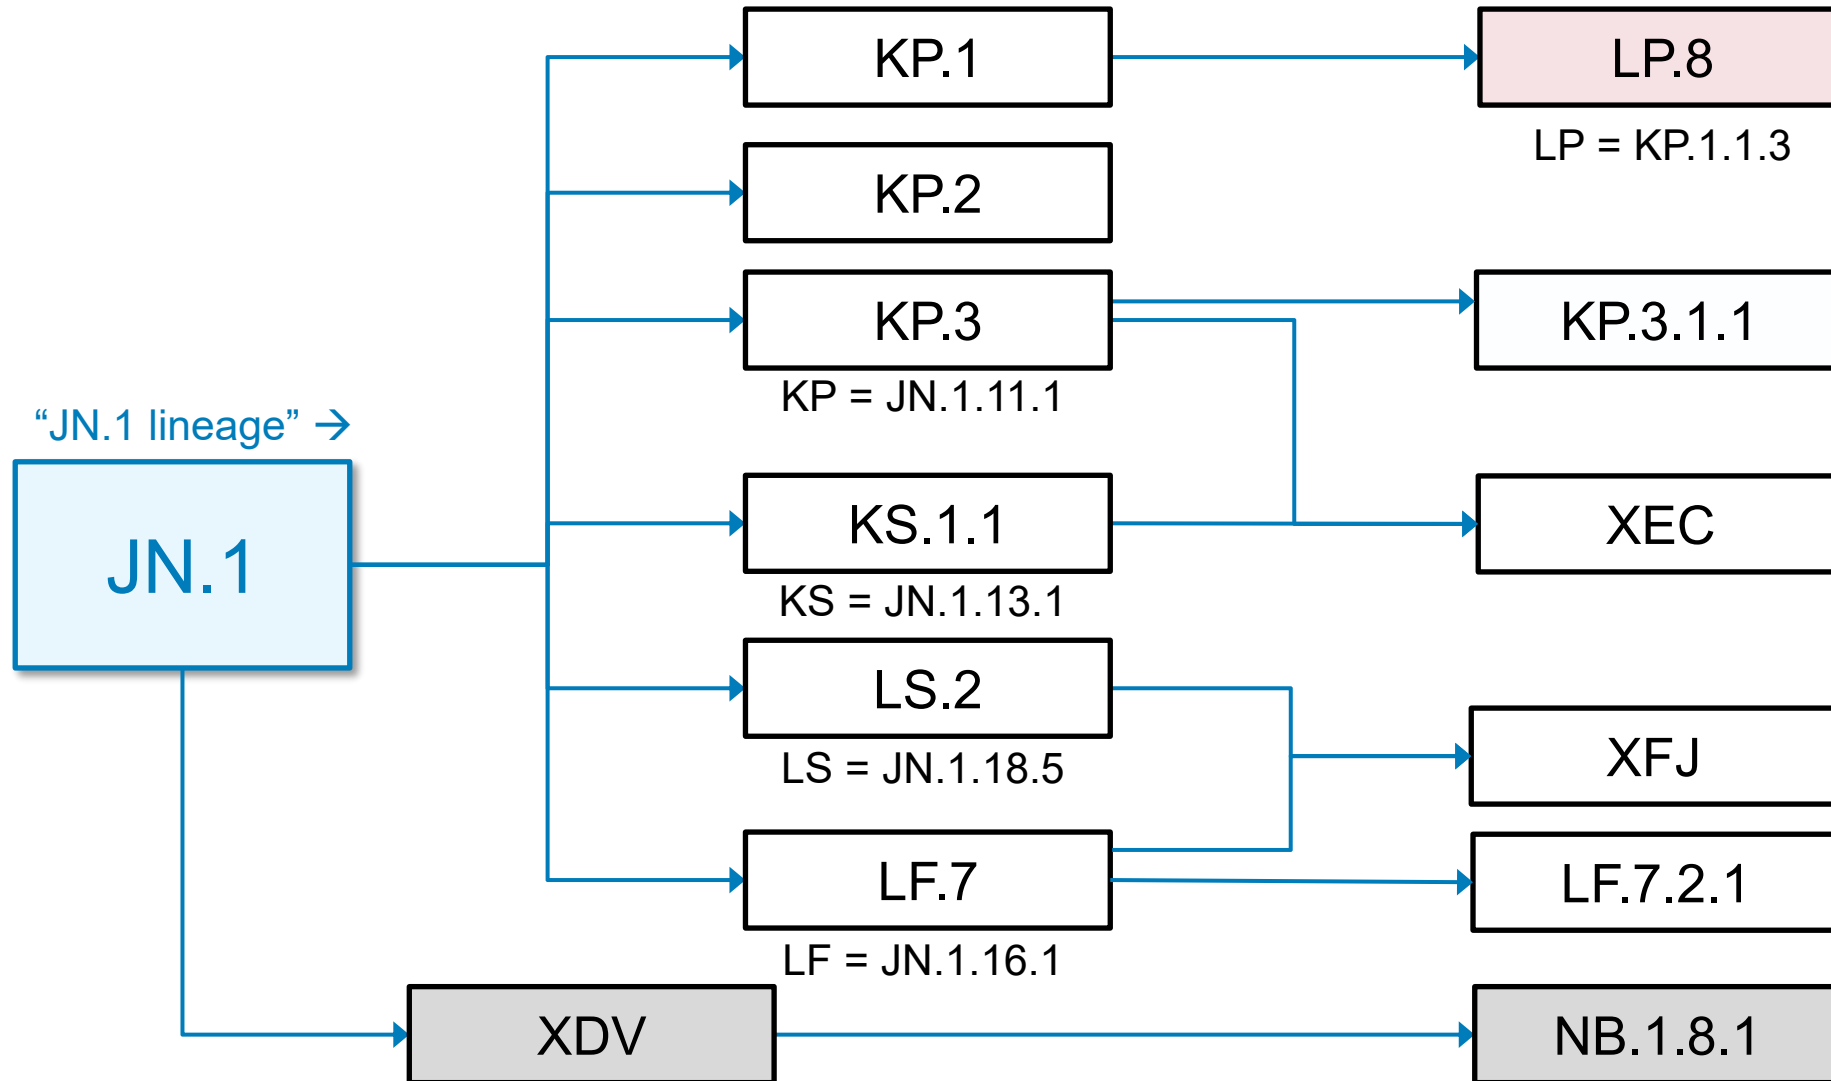 KP.1
LP.8
LP = KP.1.1.3
KP.2
KP.3
KP.3.1.1
KP = JN.1.11.1
“JN.1 lineage” →
JN.1
KS.1.1
XEC
KS = JN.1.13.1
LS.2
XFJ
LS = JN.1.18.5
LF.7
LF.7.2.1
LF = JN.1.16.1
XDV
NB.1.8.1